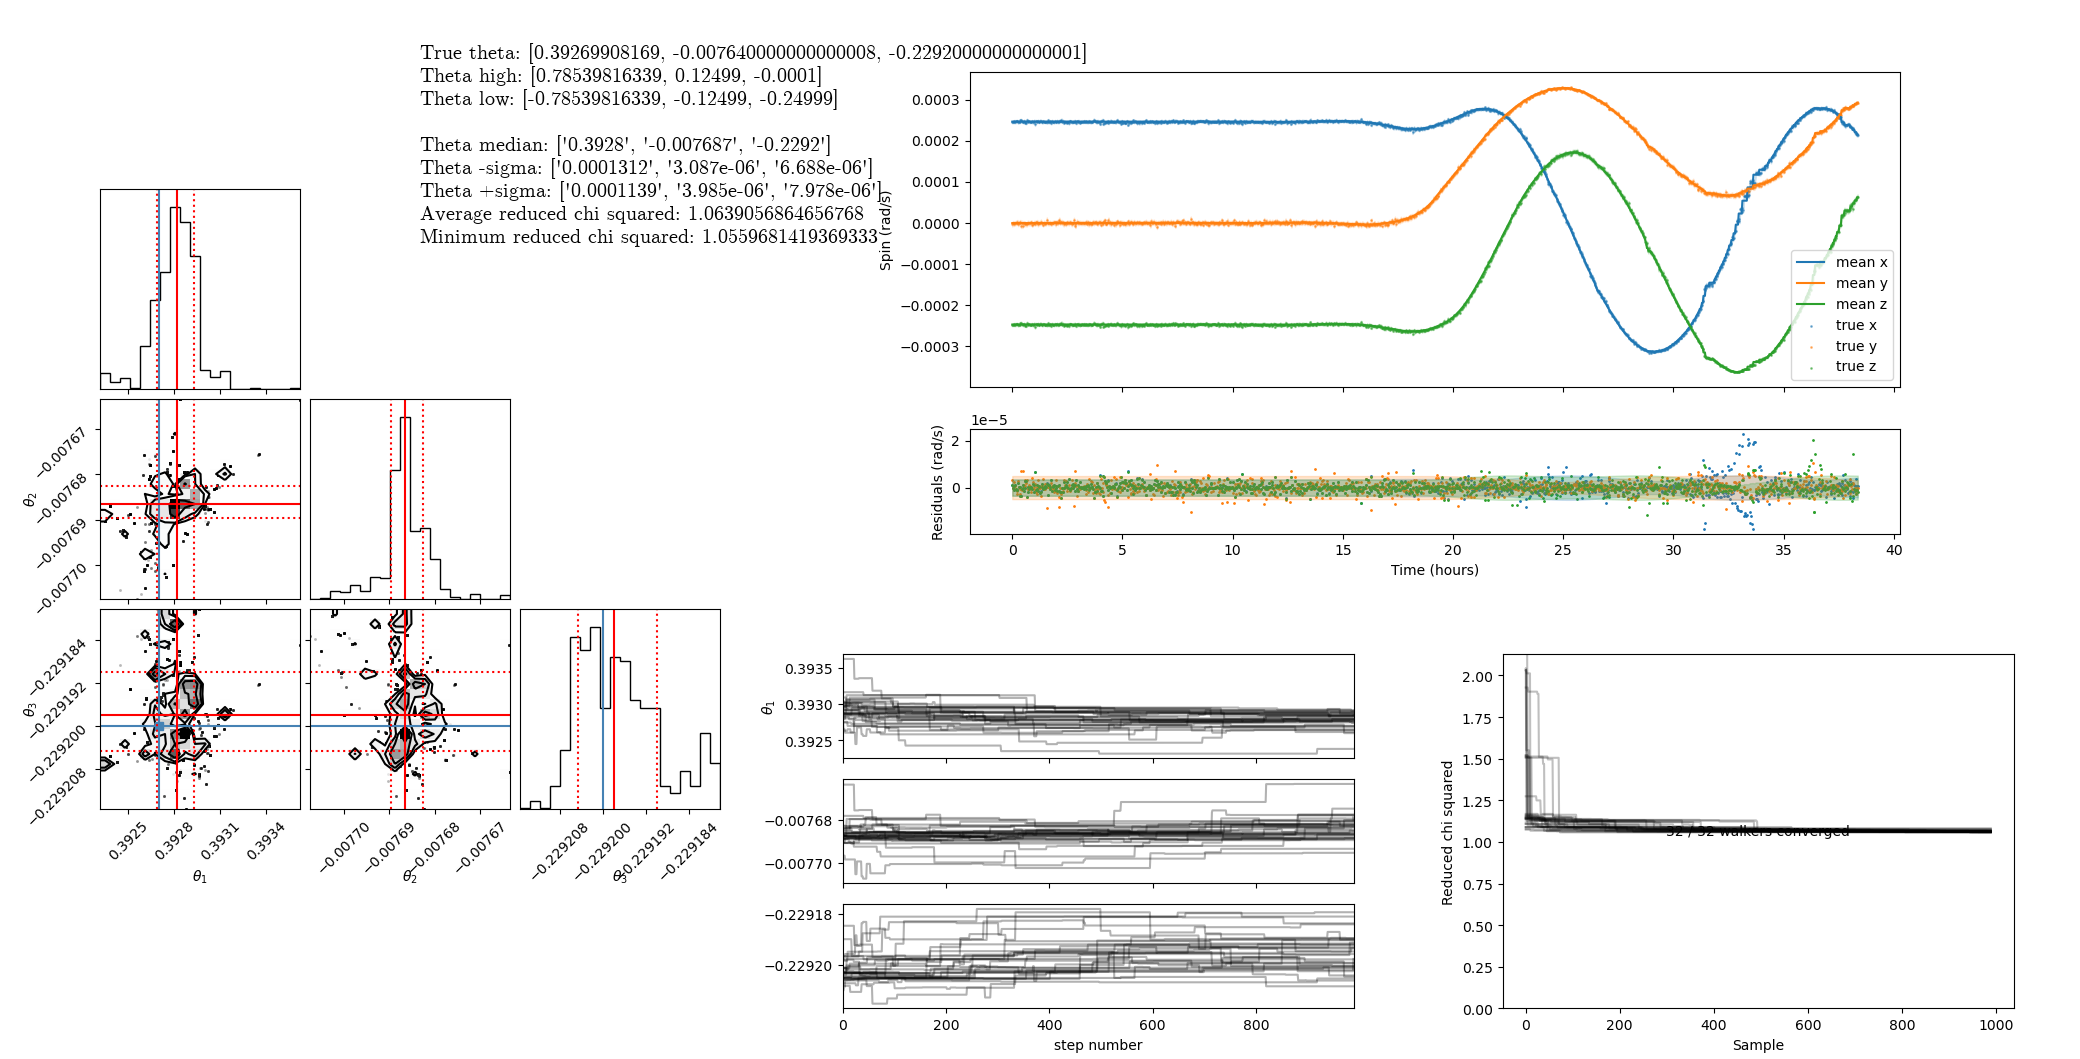 True theta: [0.39269908169, -0.007640000000000008, -0.22920000000000001]
Theta high: [0.78539816339, 0.12499, -0.0001]
Theta low: [-0.78539816339, -0.12499, -0.24999]
Theta median: ['0.3928', '-0.007687', '-0.2292']
Theta -sigma: ['0.0001312', '3.087e-06', '6.688e-06']
Theta +sigma: ['0.0001139', '3.985e-06', '7.978e-06']
Average reduced chi squared: 1.0639056864656768
Minimum reduced chi squared: 1.0559681419369333
Spin (rad/s)
0.0003
0.0002
0.0001
0.0000
−0.0001
−0.0002
−0.0003
mean x
mean y
mean z
true x
true y
true z
1e−5
Residuals (rad/s)
2
0
0 5 10 15 20 25 30 35 40
Time (hours)
θ2
−0.00767
−0.00768
−0.00769
−0.00770
θ3
−0.229184
−0.229192
−0.229200
−0.229208
0.3925 0.3928 0.3931 0.3934
θ1
−0.00770 −0.00769 −0.00768 −0.00767
θ2
−0.229208 −0.229200 −0.229192 −0.229184
θ3
θ1
0.3935
0.3930
0.3925
−0.00768
−0.00770
−0.22918
−0.22920
0 200 400 600 800
step number
Reduced chi squared
2.00
1.75
1.50
1.25
1.00
0.75
0.50
0.25
0.00
32 / 32 walkers converged
0 200 400 600 800 1000
Sample